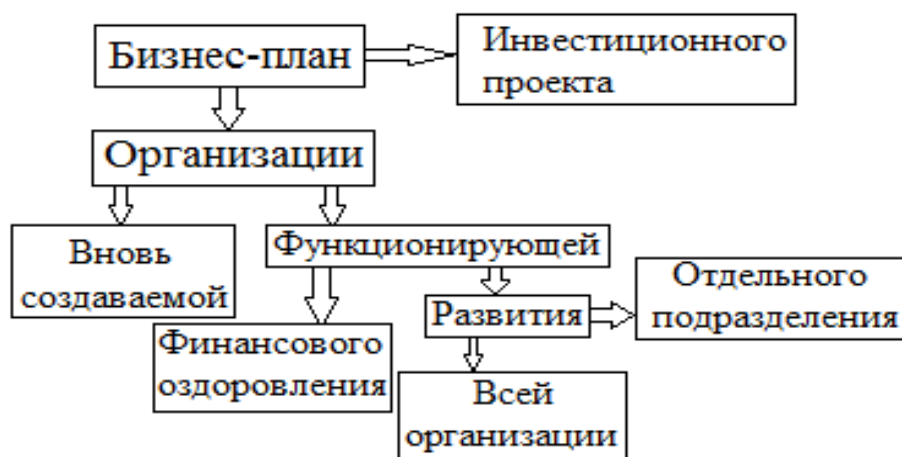 Бизнес-план
Инвестиционного
проекта
Организации
Вновь
создаваемой
Функционирующей
Финансового
оздоровления
Развития
Отдельного
подразделения
Всей
организации